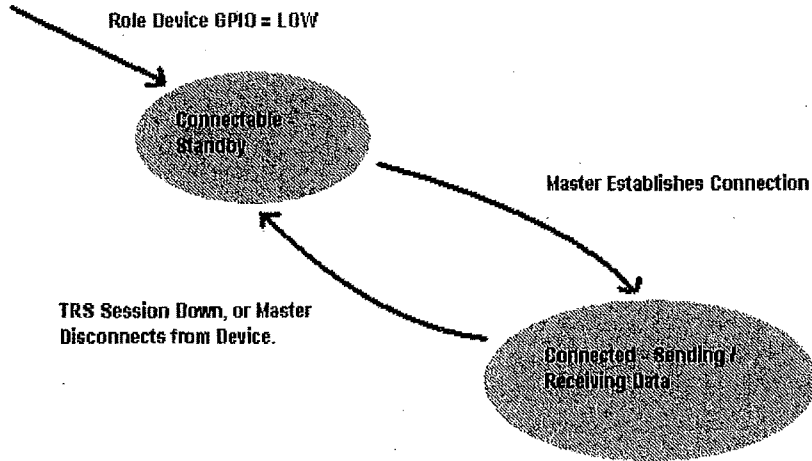 Role Device GPIO = LOW
Connectable -
Standby
Master Establishes Connection
TRS Session Down, or Master
Disconnects from Device.
Connected - Sending /
Receiving Data